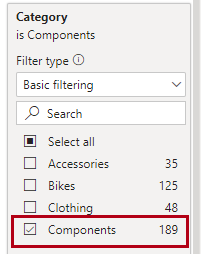 Category
is Components
Filter type
Basic filtering
Search
Select all
Accessories 35
Bikes 125
Clothing 48
Components 189